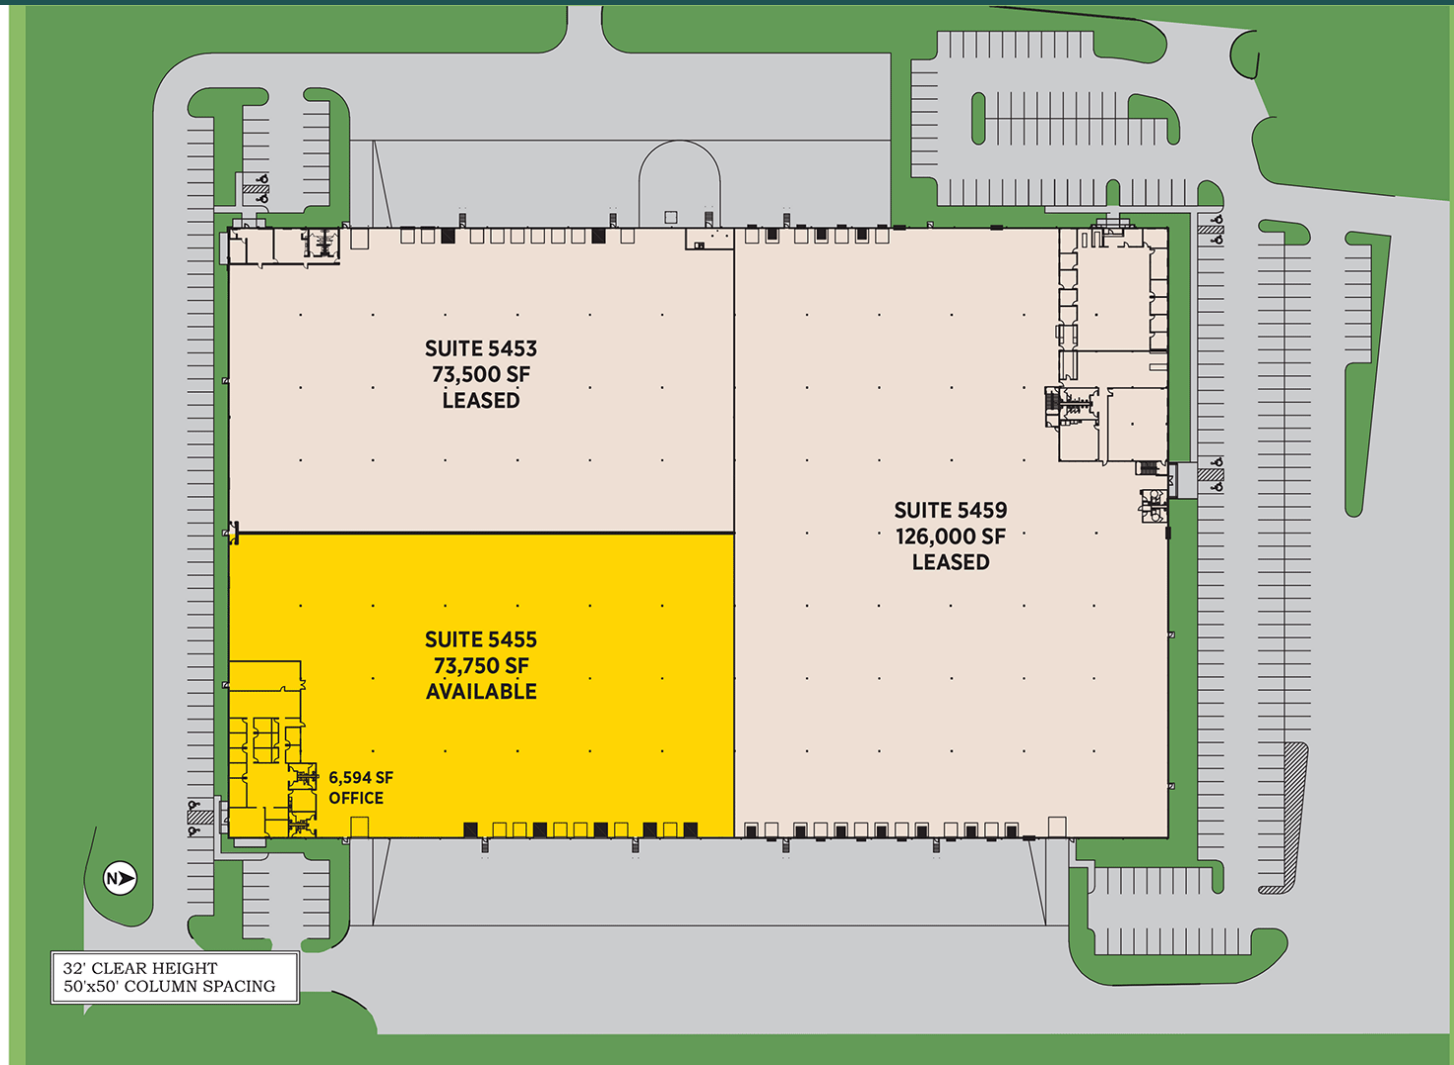 SUITE 5453
73,500 SF
LEASED
SUITE 5459
126,000 SF
LEASED
SUITE 5455
73,750 SF
AVAILABLE
6,594 SF
OFFICE
N
32' CLEAR HEIGHT
50'x50' COLUMN SPACING